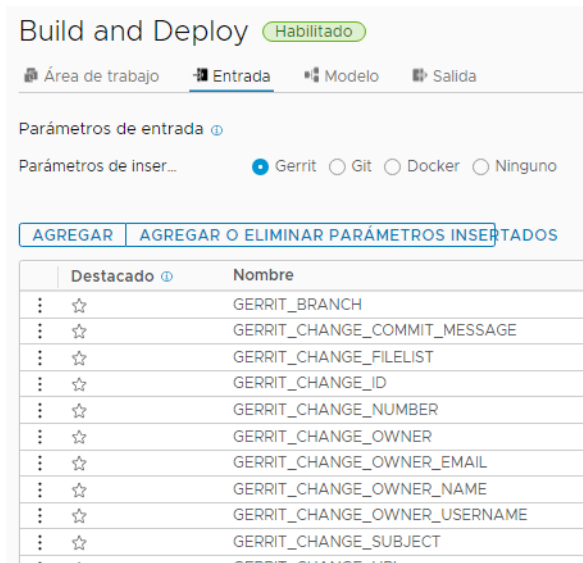 Build and Deploy Habilitado
Área de trabajo Entrada Modelo Salida
Parámetros de entrada
Parámetros de inser... Gerrit Git Docker Ninguno
AGREGAR AGREGAR O ELIMINAR PARÁMETROS INSERTADOS
Destacado Nombre
GERRIT_BRANCH
GERRIT_CHANGE_COMMIT_MESSAGE
GERRIT_CHANGE_FILELIST
GERRIT_CHANGE_ID
GERRIT_CHANGE_NUMBER
GERRIT_CHANGE_OWNER
GERRIT_CHANGE_OWNER_EMAIL
GERRIT_CHANGE_OWNER_NAME
GERRIT_CHANGE_OWNER_USERNAME
GERRIT_CHANGE_SUBJECT